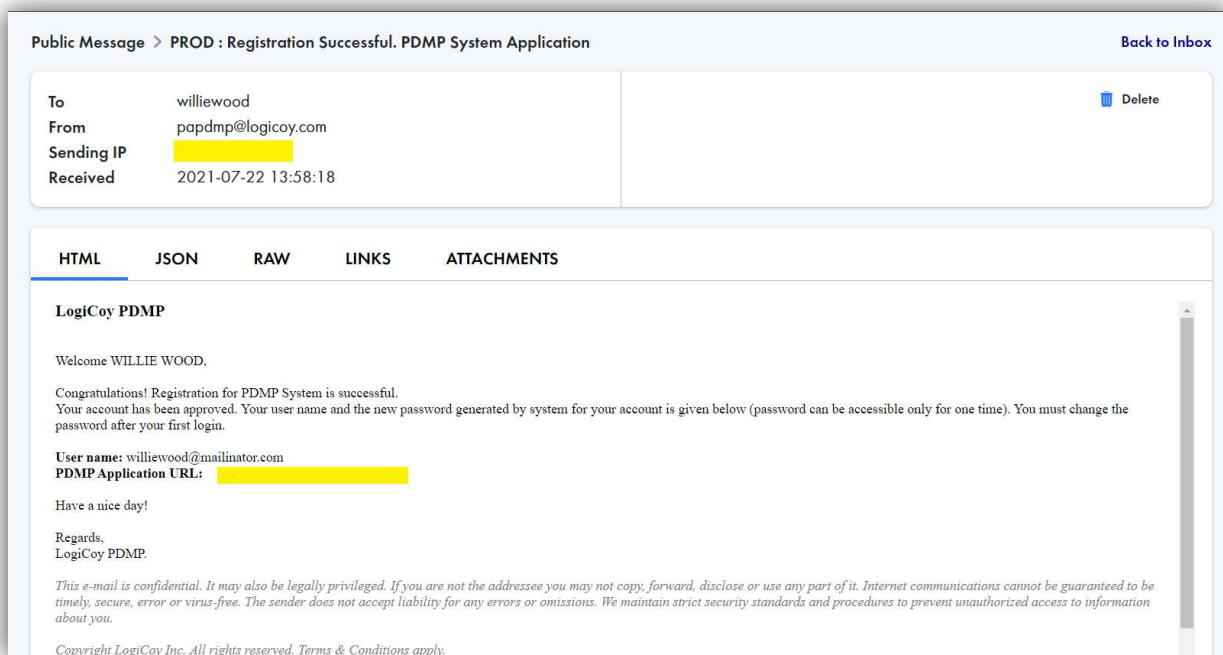 Public Message > PROD : Registration Successful. PDMP System Application
Back to Inbox
To williewood
From papdmp@logicoy.com
Sending IP
Received 2021-07-22 13:58:18
Delete
HTML JSON RAW LINKS ATTACHMENTS
LogiCoy PDMP
Welcome WILLIE WOOD,
Congratulations! Registration for PDMP System is successful.
Your account has been approved. Your user name and the new password generated by system for your account is given below (password can be accessible only for one time). You must change the
password after your first login.
User name: williewood@mailinator.com
PDMP Application URL:
Have a nice day!
Regards,
LogiCoy PDMP.
This e-mail is confidential. It may also be legally privileged. If you are not the addressee you may not copy, forward, disclose or use any part of it. Internet communications cannot be guaranteed to be
timely, secure, error or virus-free. The sender does not accept liability for any errors or omissions. We maintain strict security standards and procedures to prevent unauthorized access to information
about you.
Copyright LogiCoy Inc. All rights reserved. Terms & Conditions apply.